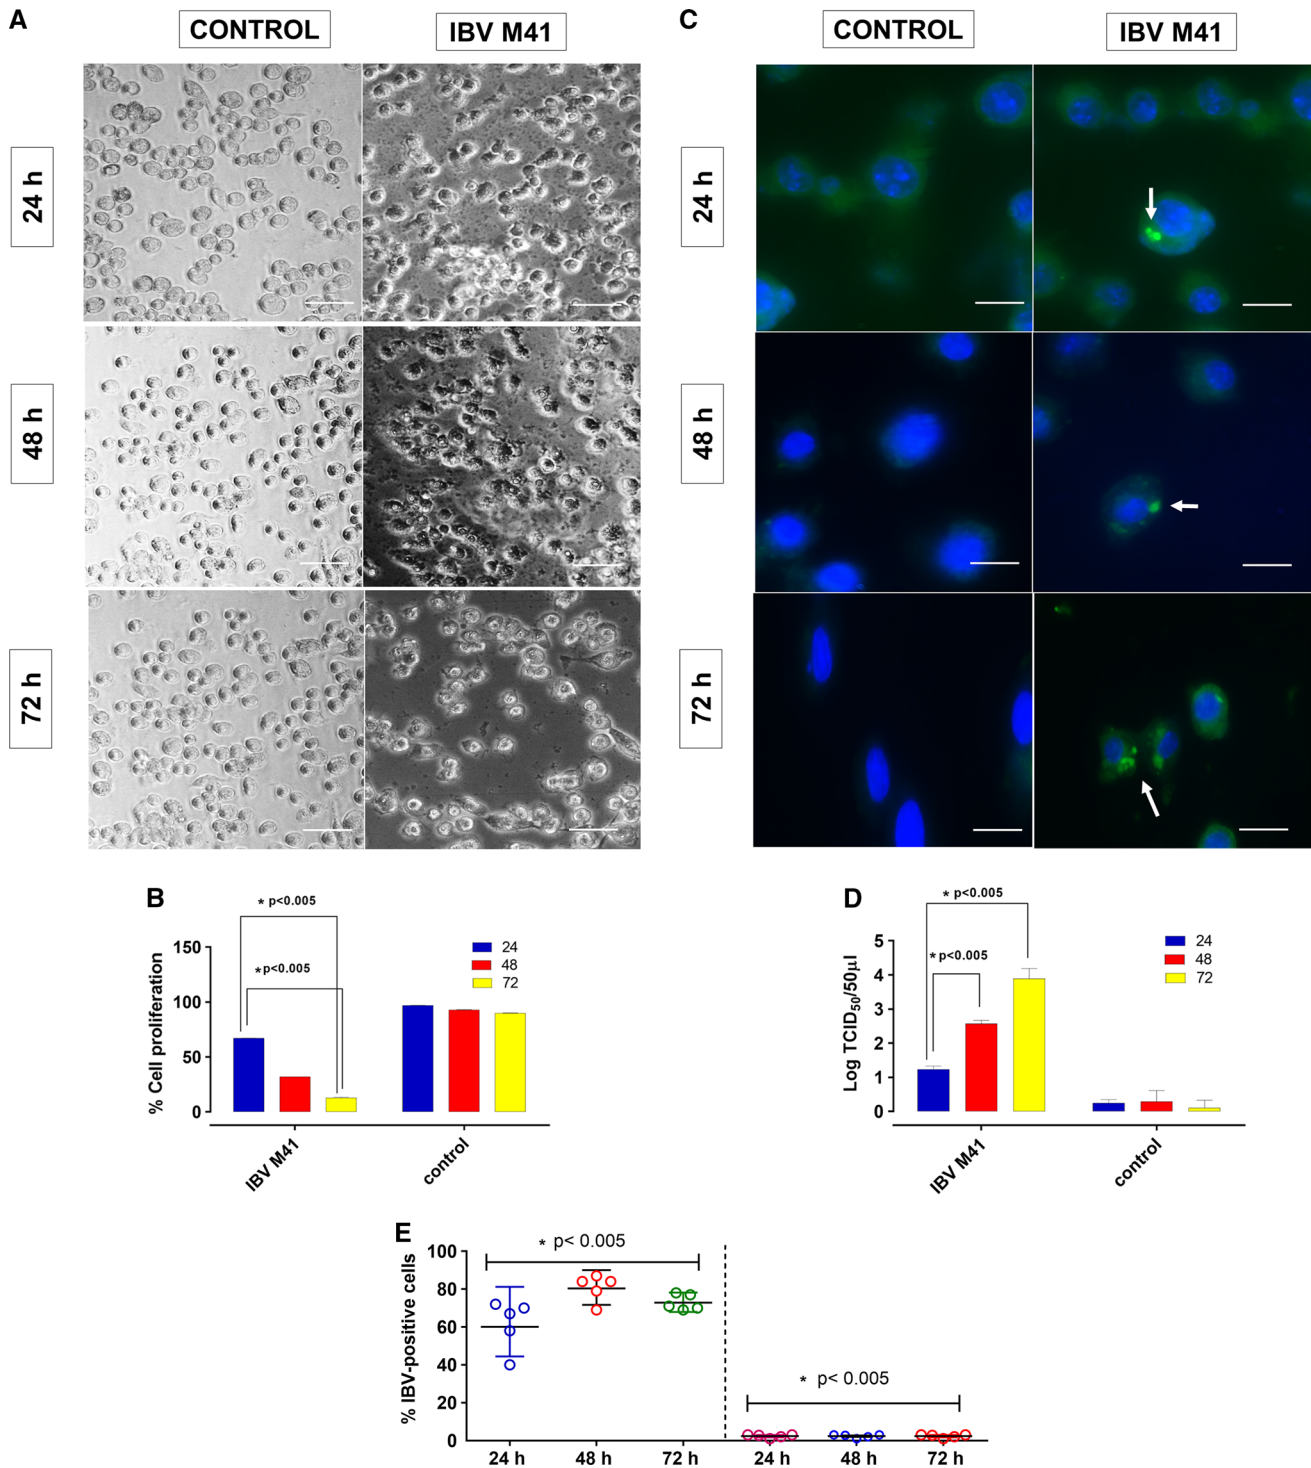 A
CONTROL
IBV M41
24 h
48 h
72 h
C
CONTROL
IBV M41
24 h
48 h
72 h
B
* p<0.005
* p<0.005
% Cell proliferation
150
100
50
0
24
48
72
IBV M41
control
D
* p<0.005
* p<0.005
Log TCID50/50μl
5
4
3
2
1
0
24
48
72
IBV M41
control
E
* p< 0.005
* p< 0.005
% IBV-positive cells
100
80
60
40
20
0
24 h 48 h 72 h 24 h 48 h 72 h